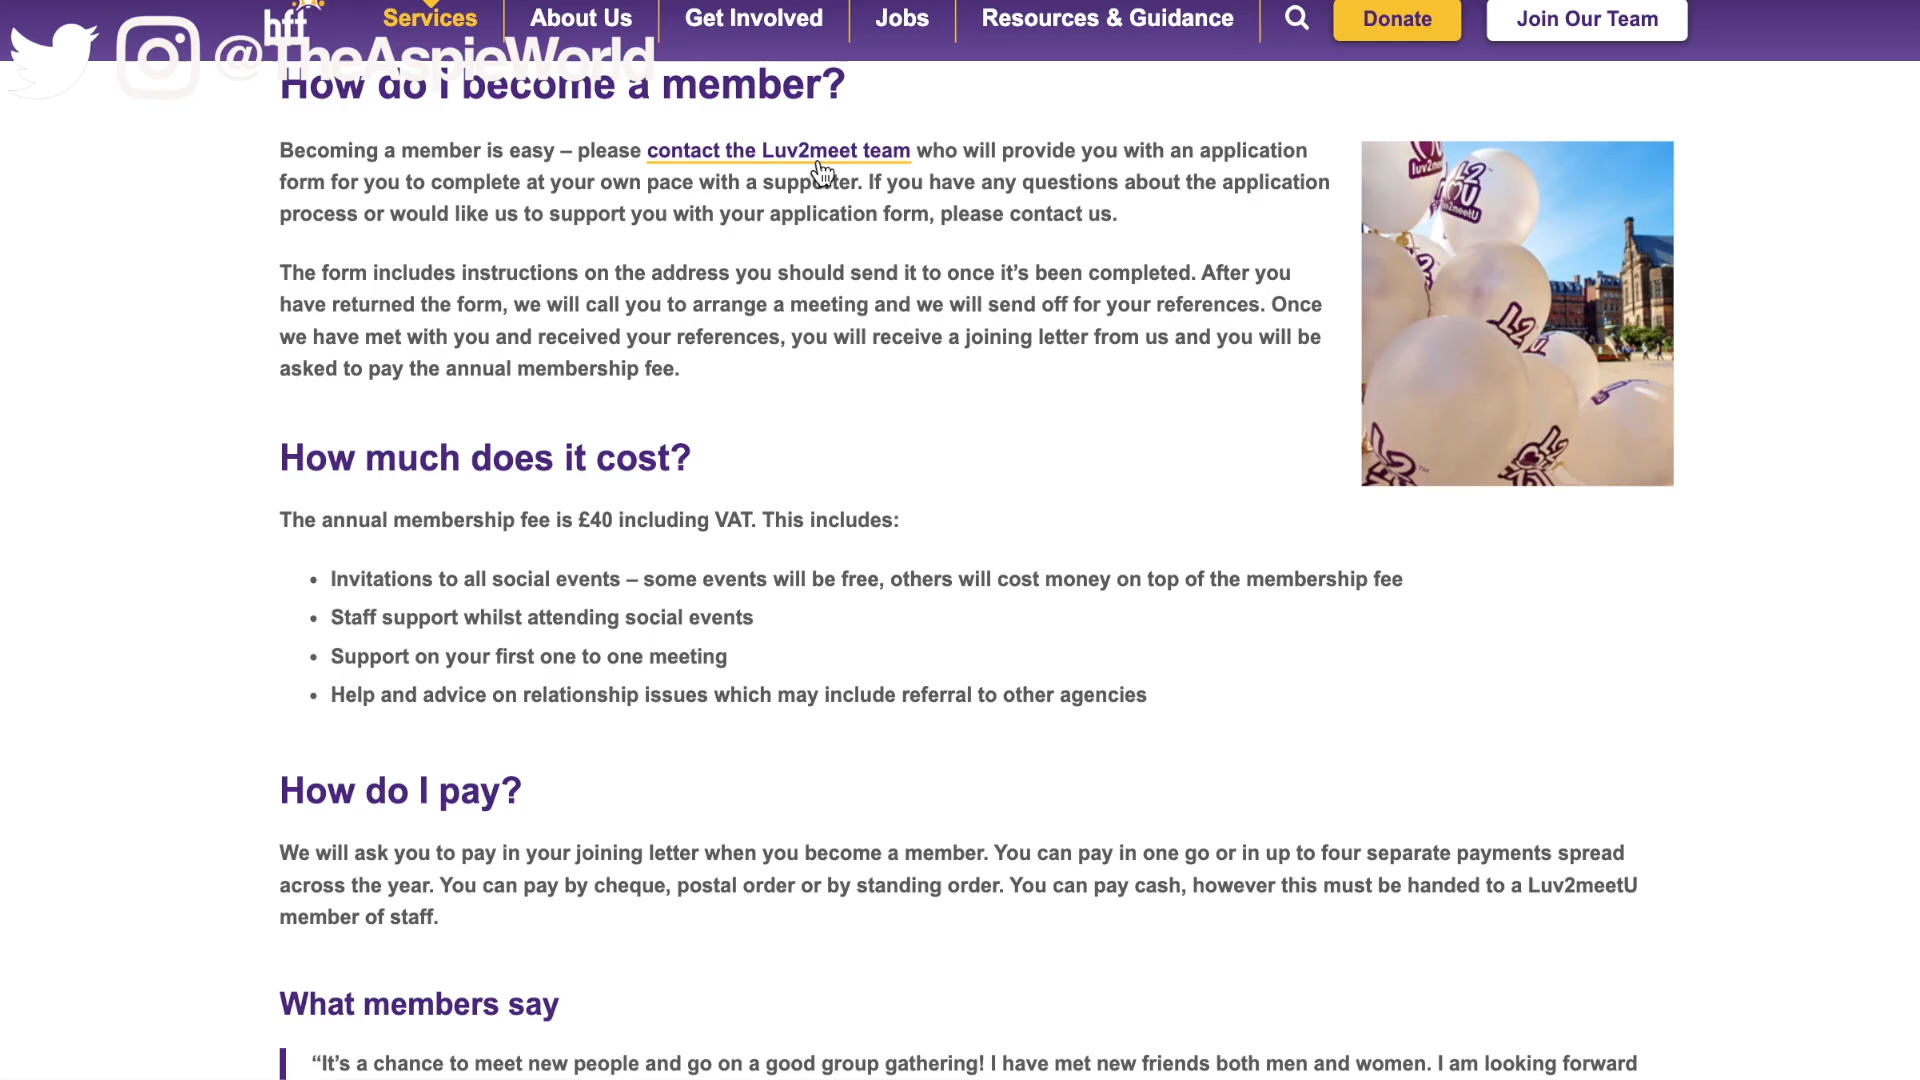 hft
Services
About Us
Get Involved
Jobs
Resources & Guidance
Donate
Join Our Team
@TheAspieWorld
How do I become a member?
Becoming a member is easy – please contact the Luv2meet team who will provide you with an application
form for you to complete at your own pace with a supporter. If you have any questions about the application
process or would like us to support you with your application form, please contact us.
The form includes instructions on the address you should send it to once it’s been completed. After you
have returned the form, we will call you to arrange a meeting and we will send off for your references. Once
we have met with you and received your references, you will receive a joining letter from us and you will be
asked to pay the annual membership fee.
L2
U
luv2meetU
How much does it cost?
The annual membership fee is £40 including VAT. This includes:
• Invitations to all social events – some events will be free, others will cost money on top of the membership fee
• Staff support whilst attending social events
• Support on your first one to one meeting
• Help and advice on relationship issues which may include referral to other agencies
How do I pay?
We will ask you to pay in your joining letter when you become a member. You can pay in one go or in up to four separate payments spread
across the year. You can pay by cheque, postal order or by standing order. You can pay cash, however this must be handed to a Luv2meetU
member of staff.
What members say
“It’s a chance to meet new people and go on a good group gathering! I have met new friends both men and women. I am looking forward